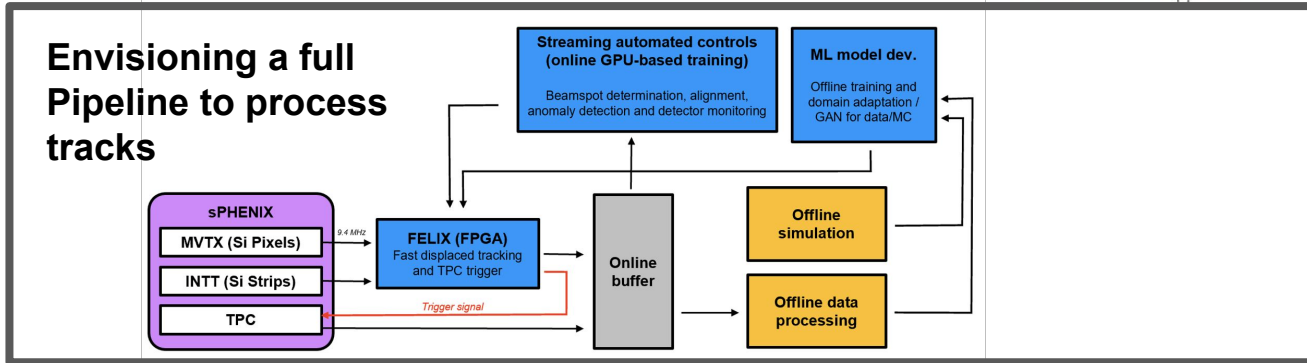 Envisioning a full
Pipeline to process
tracks
Streaming automated controls
(online GPU-based training)
Beamspot determination, alignment,
anomaly detection and detector monitoring
ML model dev.
Offline training and
domain adaptation /
GAN for data/MC
sPHENIX
MVTX (Si Pixels)
9.4 MHz
INTT (Si Strips)
TPC
FELIX (FPGA)
Fast displaced tracking
and TPC trigger
Trigger signal
Online
buffer
Offline
simulation
Offline data
processing